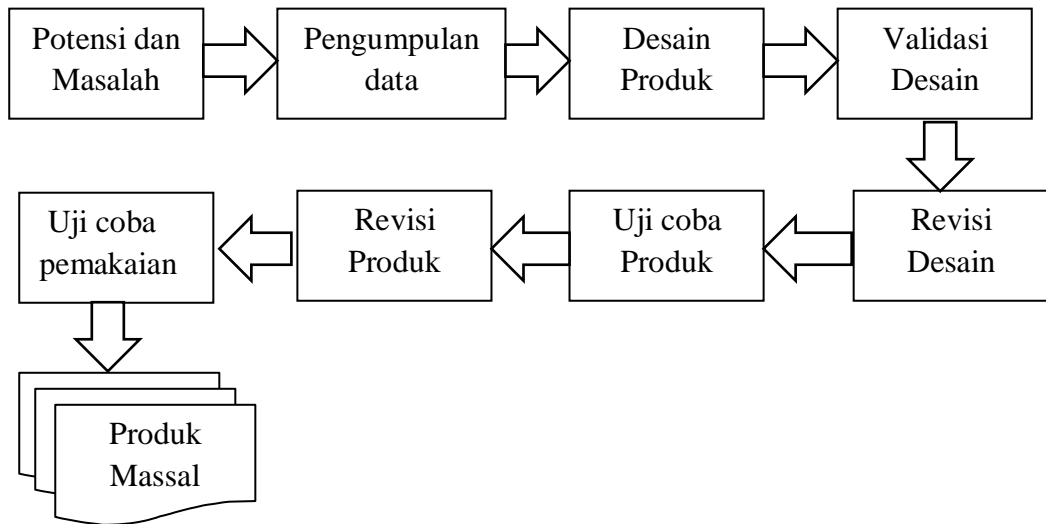 Potensi dan
Masalah
Pengumpulan
data
Desain
Produk
Validasi
Desain
Revisi
Desain
Uji coba
Produk
Revisi
Produk
Uji coba
pemakaian
Produk
Massal